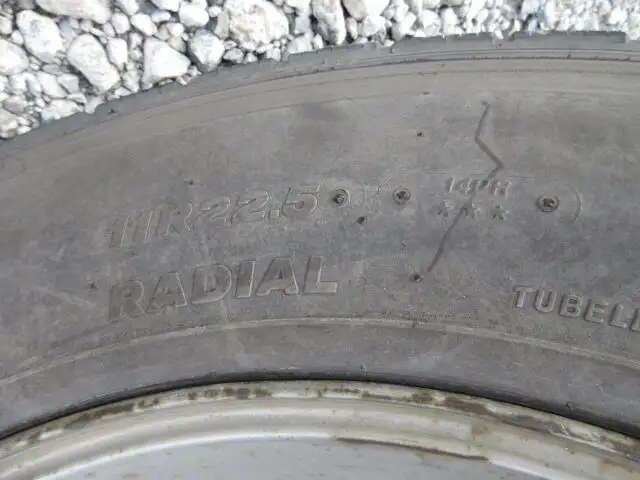 11R22.5
14PR
***
RADIAL
TUBELE